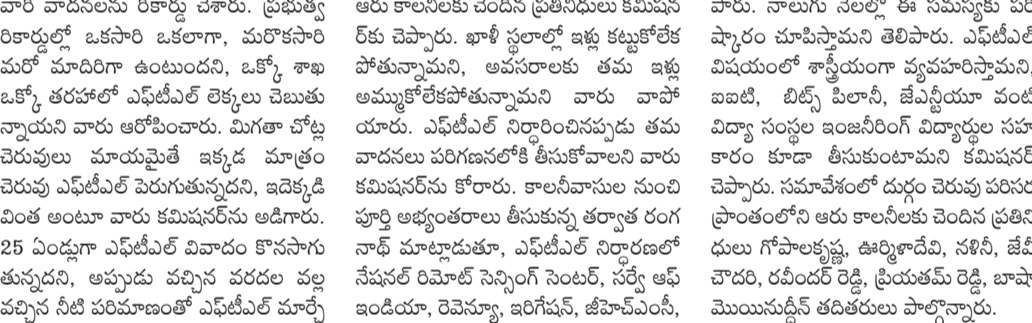 వారి వాదనలను రికార్డు చేశారు. ప్రభుత్వ
రికార్డుల్లో ఒకసారి ఒకలాగా, మరొకసారి
మరో మాదిరిగా ఉంటుందని, ఒక్కో శాఖ
ఒక్కో తరహాలో ఎఫ్‌టీఎల్ లెక్కలు చెబుతు
న్నాయని వారు ఆరోపించారు. మిగతా చోట్ల
చెరువులు మాయమైతే ఇక్కడ మాత్రం
చెరువు ఎఫ్‌టీఎల్ పెరుగుతున్నదని, ఇదెక్కడి
వింత అంటూ వారు కమిషనర్‌ను అడిగారు.
25 ఏండ్లుగా ఎఫ్‌టీఎల్ వివాదం కొనసాగు
తున్నదని, అప్పుడు వచ్చిన వరదల వల్ల
వచ్చిన నీటి పరిమాణంతో ఎఫ్‌టీఎల్ మార్చే
ఆరు కాలనీలకు చెందిన ప్రతినిధులు కమిషన
ర్‌కు చెప్పారు. ఖాళీ స్థలాల్లో ఇళ్లు కట్టుకోలేక
పోతున్నామని, అవసరాలకు తమ ఇళ్లు
అమ్ముకోలేకపోతున్నామని వారు వాపో
యారు. ఎఫ్‌టీఎల్ నిర్ధారించినప్పడు తమ
వాదనలు పరిగణనలోకి తీసుకోవాలని వారు
కమిషనర్‌ను కోరారు. కాలనీవాసుల నుంచి
పూర్తి అభ్యంతరాలు తీసుకున్న తర్వాత రంగ
నాథ్ మాట్లాడుతూ, ఎఫ్‌టీఎల్ నిర్ధారణలో
నేషనల్ రిమోట్ సెన్సింగ్ సెంటర్, సర్వే ఆఫ్
ఇండియా, రెవెన్యూ, ఇరిగేషన్, జీహెచ్ఎంసీ,
పారు. నాలుగు నెలల్లో ఈ సమస్యకు పరి
ష్కారం చూపిస్తామని తెలిపారు. ఎఫ్‌టీఎల్
విషయంలో శాస్త్రీయంగా వ్యవహరిస్తామని,
ఐఐటి, బిట్స్ పిలానీ, జేఎన్టీయూ వంటి
విద్యా సంస్థల ఇంజనీరింగ్ విద్యార్థుల సహ
కారం కూడా తీసుకుంటామని కమిషనర్
చెప్పారు. సమావేశంలో దుర్గం చెరువు పరిసర
ప్రాంతంలోని ఆరు కాలనీలకు చెందిన ప్రతిని
ధులు గోపాలకృష్ణ, ఊర్మిళాదేవి, నళినీ, జేవీ
చౌదరి, రవీందర్ రెడ్డి, ప్రియతమ్ రెడ్డి, బాషా
మొయినుద్దీన్ తదితరులు పాల్గొన్నారు.